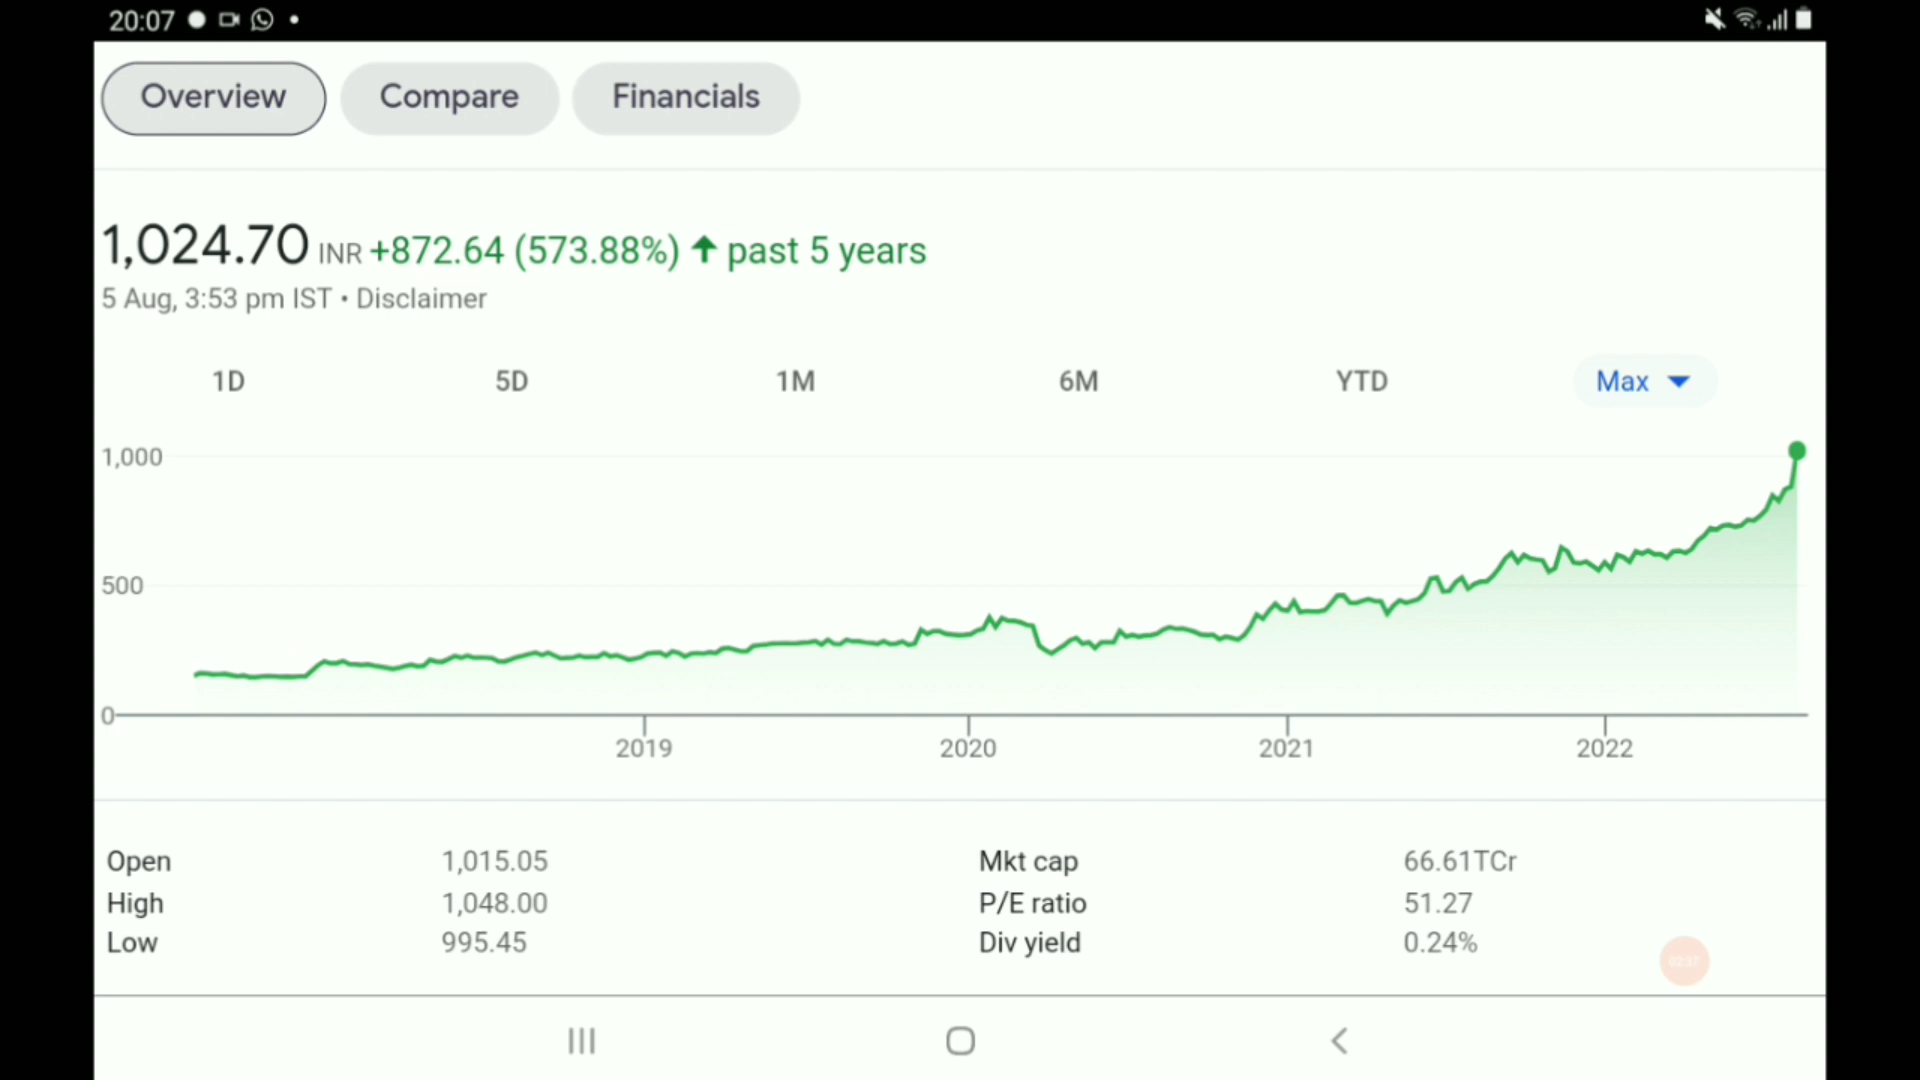 20:07
Overview Compare Financials
1,024.70 INR +872.64 (573.88%) ↑ past 5 years
5 Aug, 3:53 pm IST • Disclaimer
1D 5D 1M 6M YTD Max
1,000
500
0
2019 2020 2021 2022
Open 1,015.05 Mkt cap 66.61TCr
High 1,048.00 P/E ratio 51.27
Low 995.45 Div yield 0.24%